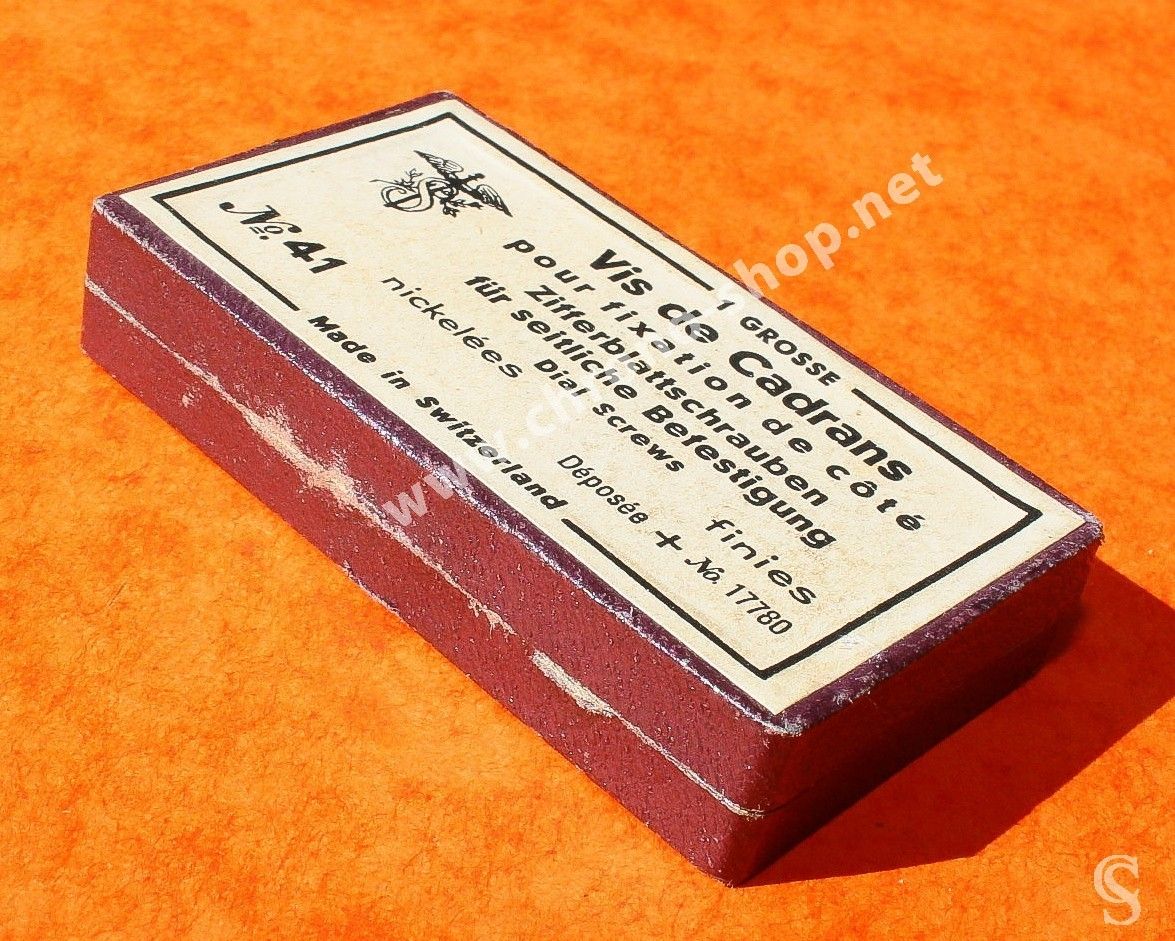 No. 41
1 GROSSE
Vis de Cadrans
pour fixation de côté
Zifferblattschrauben
für seitliche Befestigung
Dial Screws
nickelées finies
Déposée + No. 17780
Made in Switzerland